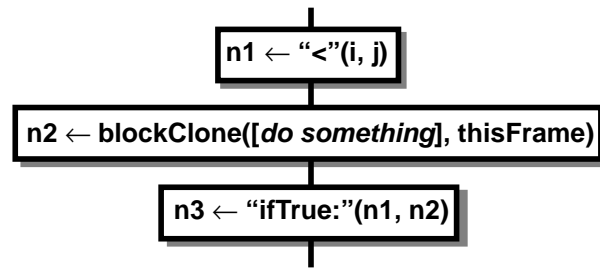 n1 ← “<”(i, j)
n2 ← blockClone([do something], thisFrame)
n3 ← “ifTrue:”(n1, n2)